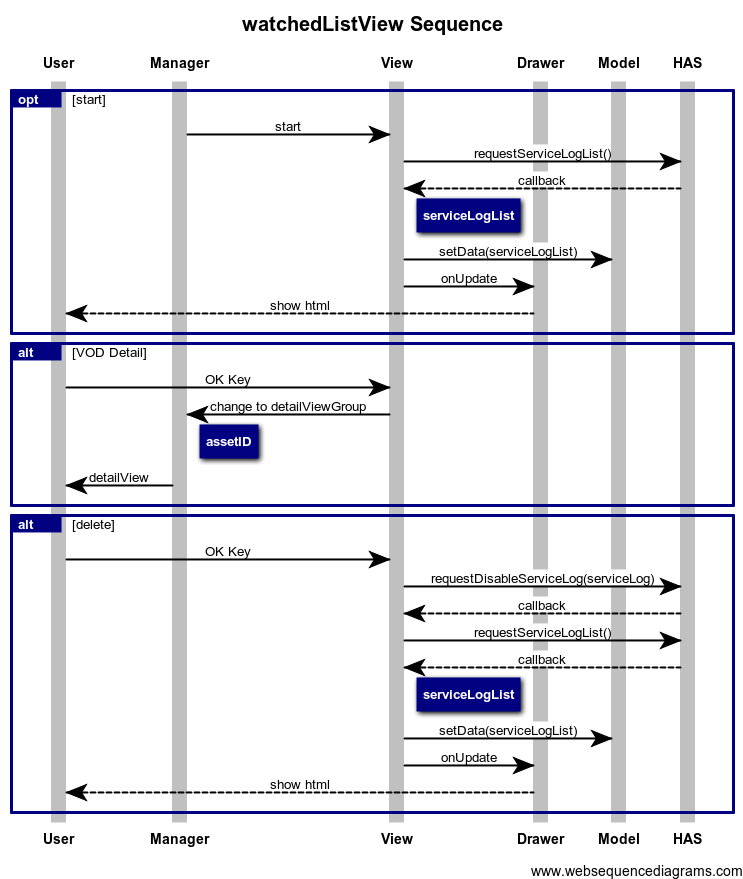 watchedListView Sequence
User Manager View Drawer Model HAS
opt [start]
start
requestServiceLogList()
callback
serviceLogList
setData(serviceLogList)
onUpdate
show html
alt [VOD Detail]
OK Key
change to detailViewGroup
assetID
detailView
alt [delete]
OK Key
requestDisableServiceLog(serviceLog)
callback
requestServiceLogList()
callback
serviceLogList
setData(serviceLogList)
onUpdate
show html
User Manager View Drawer Model HAS
www.websequencediagrams.com